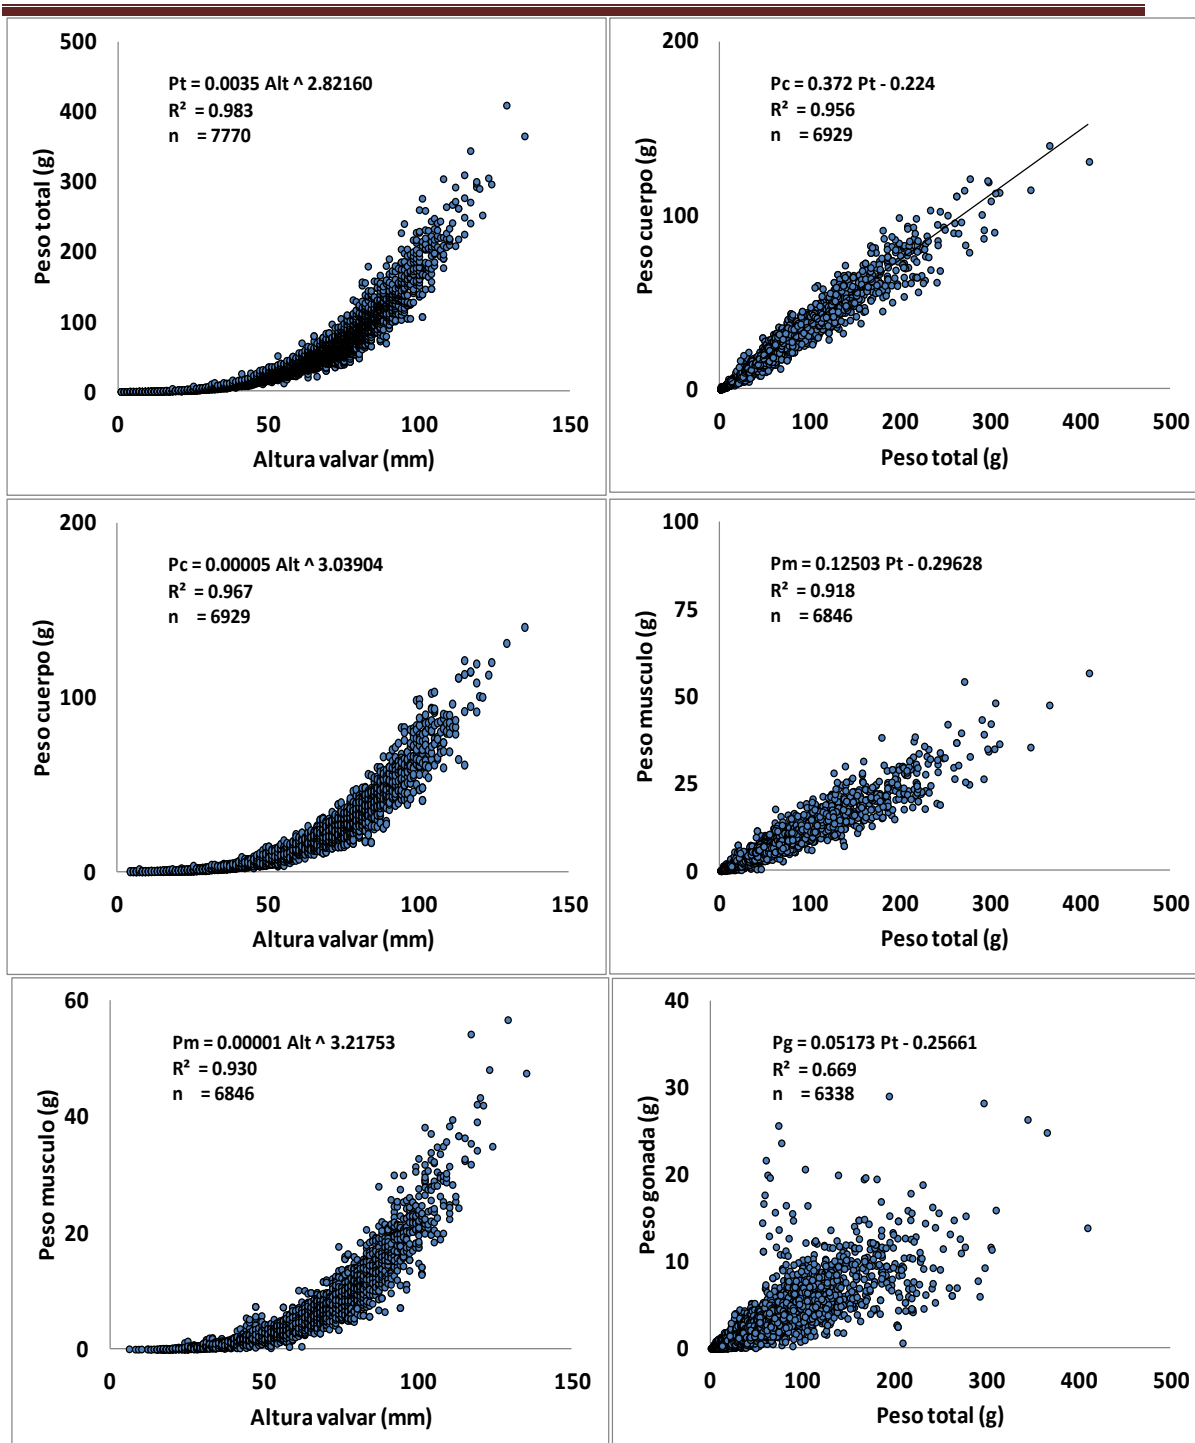 500
400
300
200
100
0
Peso total (g)
Pt = 0.0035 Alt ^ 2.82160
R² = 0.983
n = 7770
0 50 100 150
Altura valvar (mm)
200
100
0
Peso cuerpo (g)
Pc = 0.372 Pt - 0.224
R² = 0.956
n = 6929
0 100 200 300 400 500
Peso total (g)
200
100
0
Peso cuerpo (g)
Pc = 0.00005 Alt ^ 3.03904
R² = 0.967
n = 6929
0 50 100 150
Altura valvar (mm)
100
75
50
25
0
Peso musculo (g)
Pm = 0.12503 Pt - 0.29628
R² = 0.918
n = 6846
0 100 200 300 400 500
Peso total (g)
60
40
20
0
Peso musculo (g)
Pm = 0.00001 Alt ^ 3.21753
R² = 0.930
n = 6846
0 50 100 150
Altura valvar (mm)
40
30
20
10
0
Peso gonada (g)
Pg = 0.05173 Pt - 0.25661
R² = 0.669
n = 6338
0 100 200 300 400 500
Peso total (g)